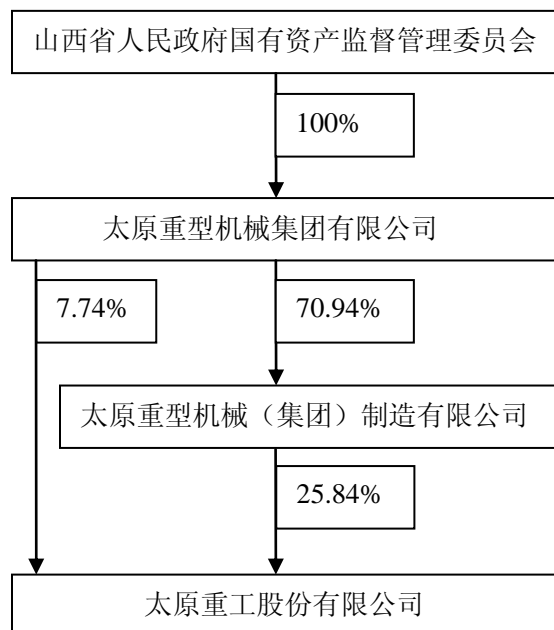 山西省人民政府国有资产监督管理委员会
100%
太原重型机械集团有限公司
7.74%
70.94%
太原重型机械（集团）制造有限公司
25.84%
太原重工股份有限公司